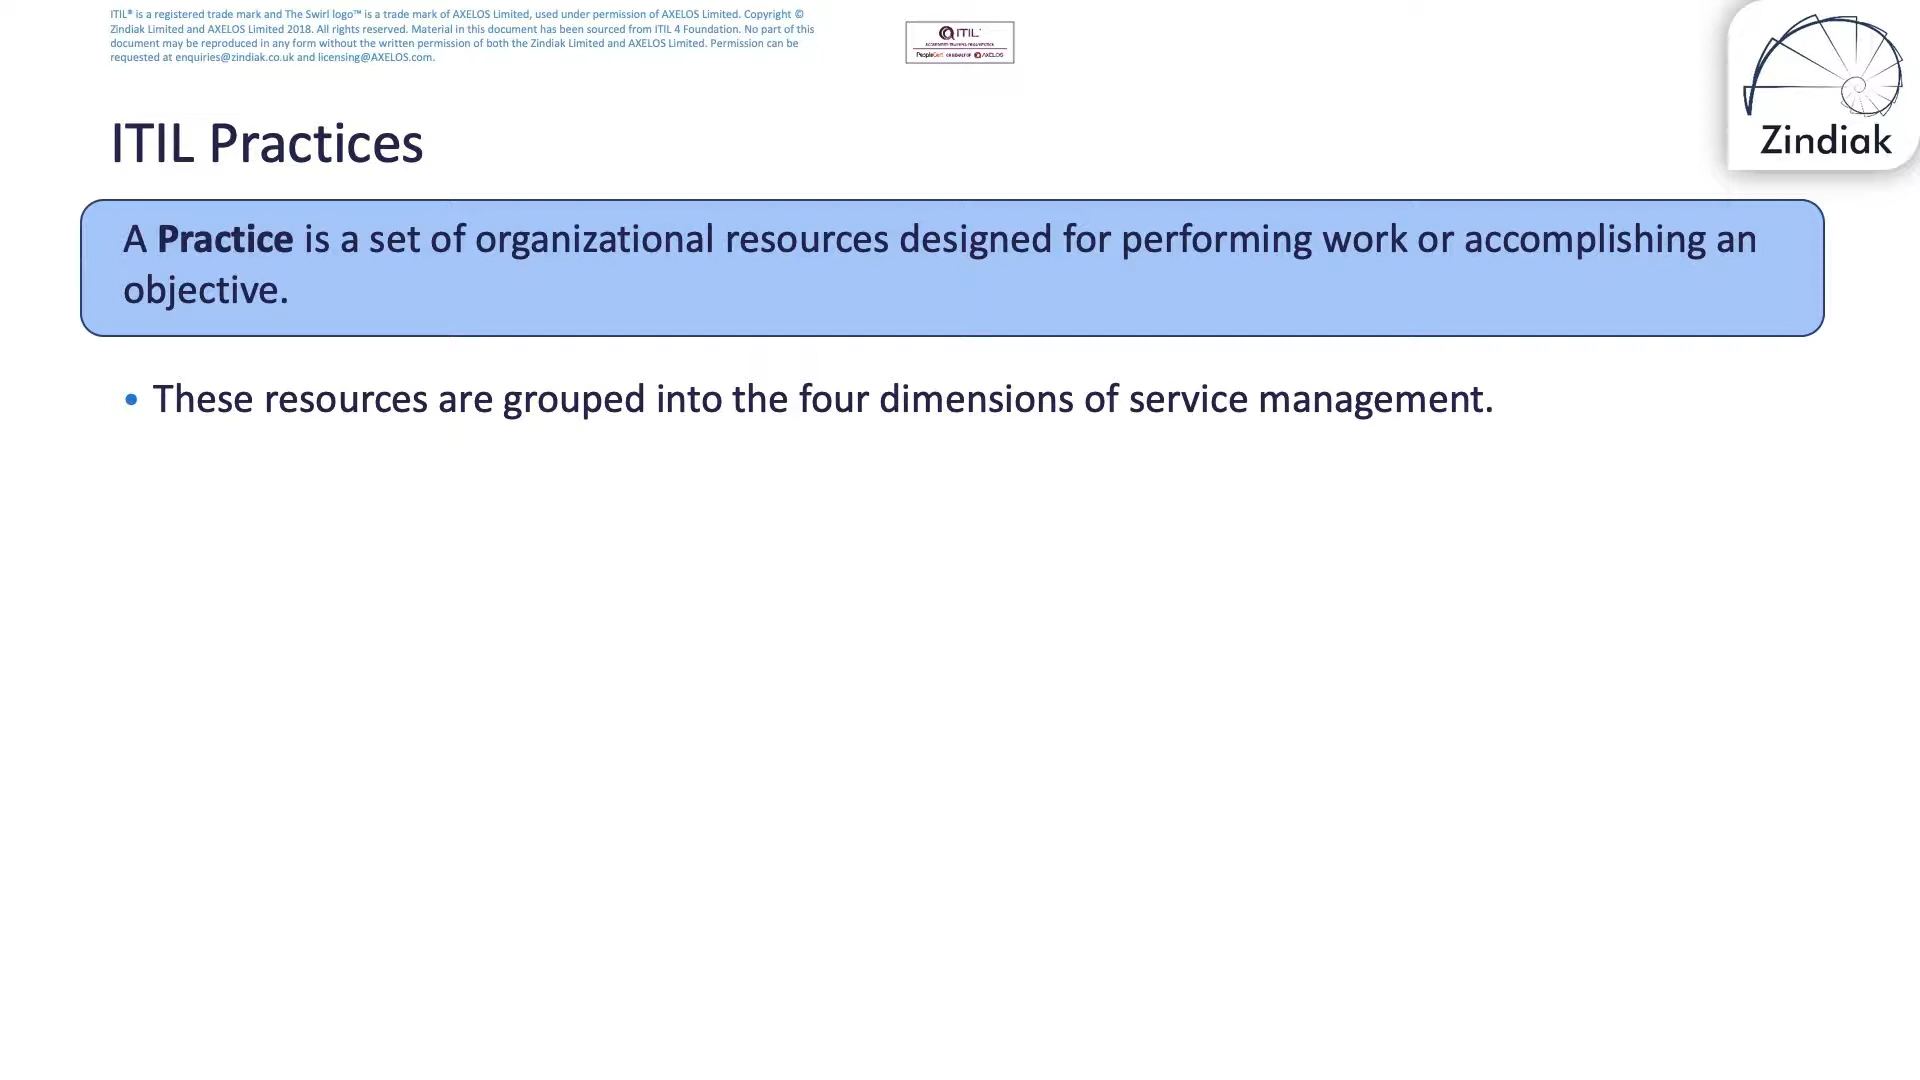 ITIL® is a registered trade mark and The Swirl logo™ is a trade mark of AXELOS Limited, used under permission of AXELOS Limited. Copyright ©
Zindiak Limited and AXELOS Limited 2018. All rights reserved. Material in this document has been sourced from ITIL 4 Foundation. No part of this
document may be reproduced in any form without the written permission of both the Zindiak Limited and AXELOS Limited. Permission can be
requested at enquiries@zindiak.co.uk and licensing@AXELOS.com.
ITIL
PeopleCert ON BEHALF OF AXELOS
Zindiak
ITIL Practices
A Practice is a set of organizational resources designed for performing work or accomplishing an
objective.
• These resources are grouped into the four dimensions of service management.